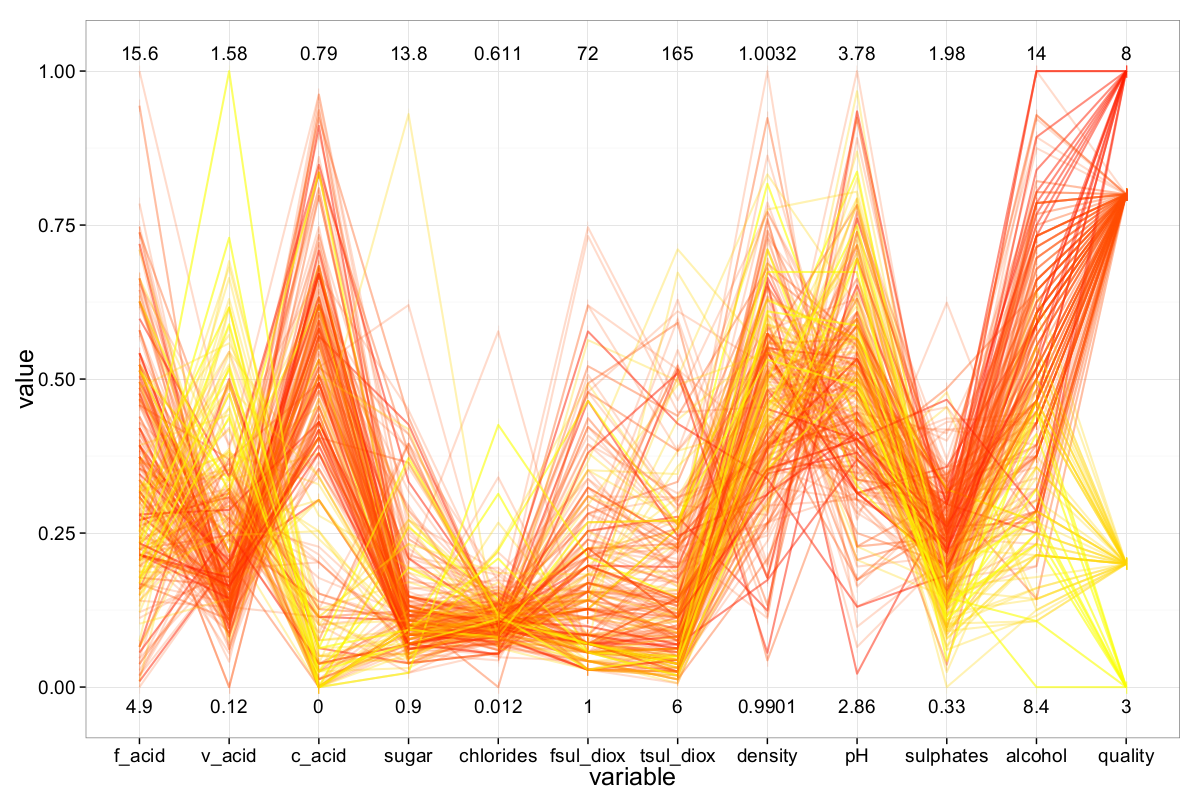 15.6 1.58 0.79 13.8 0.611 72 165 1.0032 3.78 1.98 14 8
1.00
0.75
0.50
0.25
0.00
value
4.9 0.12 0 0.9 0.012 1 6 0.9901 2.86 0.33 8.4 3
f_acid v_acid c_acid sugar chlorides fsul_diox tsul_diox density pH sulphates alcohol quality
variable